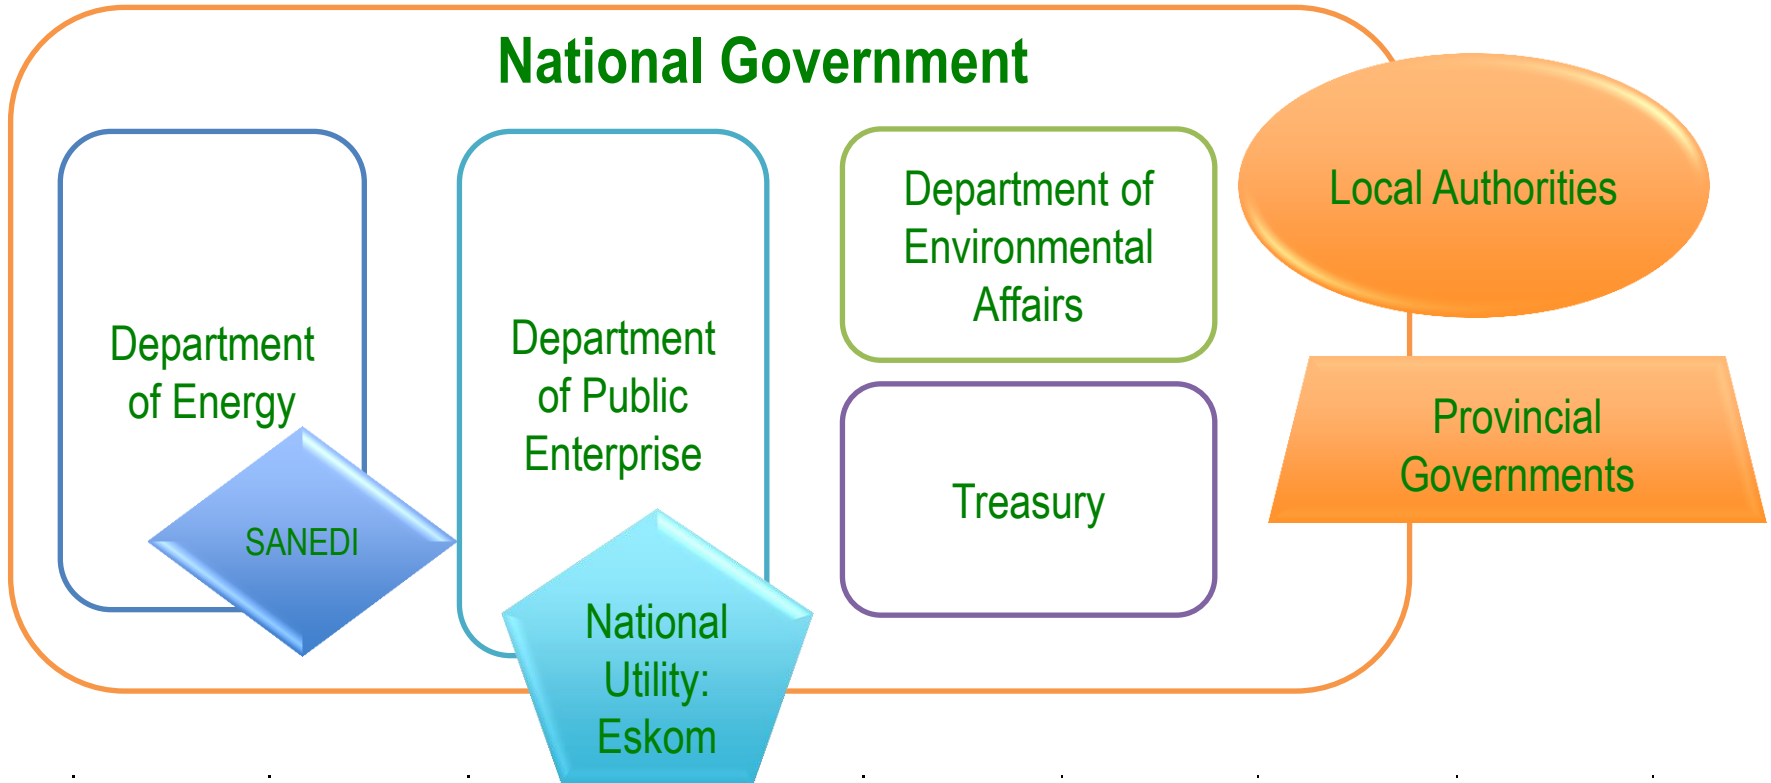 National Government
Department
of Energy
SANEDI
Department
of Public
Enterprise
National
Utility:
Eskom
Department of
Environmental
Affairs
Treasury
Local Authorities
Provincial
Governments